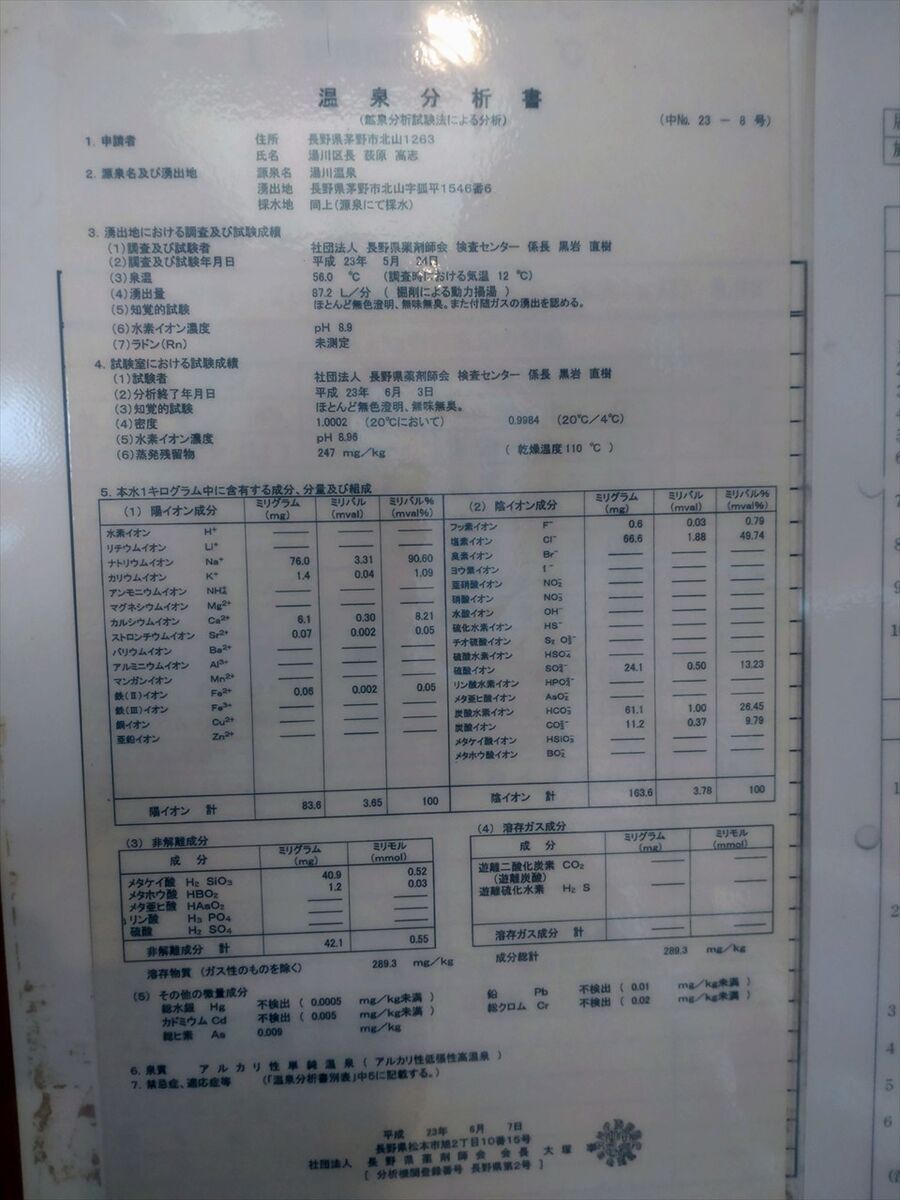 温泉分析書
(鉱泉分析試験法による分析)
(中No. 23 - 8 号)
1. 申請者 住所 長野県茅野市北山1263
氏名 湯川区長 萩原 高志
2. 源泉名及び湧出地 源泉名 湯川温泉
湧出地 長野県茅野市北山字狐平1546番6
採水地 同上(源泉にて採水)
3. 湧出地における調査及び試験成績
(1)調査及び試験者 社団法人 長野県薬剤師会 検査センター 係長 黒岩 直樹
(2)調査及び試験年月日 平成 23年 5月 24日
(3)泉温 56.0 ℃ (調査時における気温 12 ℃)
(4)湧出量 87.2 L/分 ( 掘削による動力揚湯 )
(5)知覚的試験 ほとんど無色澄明、無味無臭。また付随ガスの湧出を認める。
(6)水素イオン濃度 pH 8.9
(7)ラドン(Rn) 未測定
4. 試験室における試験成績
(1)試験者 社団法人 長野県薬剤師会 検査センター 係長 黒岩 直樹
(2)分析終了年月日 平成 23年 6月 3日
(3)知覚的試験 ほとんど無色澄明、無味無臭。
(4)密度 1.0002 (20℃において) 0.9984 (20℃/4℃)
(5)水素イオン濃度 pH 8.96
(6)蒸発残留物 247 mg/kg ( 乾燥温度110 ℃ )
5. 本水1キログラム中に含有する成分、分量及び組成
(1) 陽イオン成分 ミリグラム(mg) ミリバル(mval) ミリバル%(mval%)
水素イオン H⁺ ― ― ―
リチウムイオン Li⁺ ― ― ―
ナトリウムイオン Na⁺ 76.0 3.31 90.60
カリウムイオン K⁺ 1.4 0.04 1.09
アンモニウムイオン NH₄⁺ ― ― ―
マグネシウムイオン Mg²⁺ ― ― ―
カルシウムイオン Ca²⁺ 6.1 0.30 8.21
ストロンチウムイオン Sr²⁺ 0.07 0.002 0.05
バリウムイオン Ba²⁺ ― ― ―
アルミニウムイオン Al³⁺ ― ― ―
マンガンイオン Mn²⁺ ― ― ―
鉄(Ⅱ)イオン Fe²⁺ 0.06 0.002 0.05
鉄(Ⅲ)イオン Fe³⁺ ― ― ―
銅イオン Cu²⁺ ― ― ―
亜鉛イオン Zn²⁺ ― ― ―
陽イオン 計 83.6 3.65 100
(2) 陰イオン成分 ミリグラム(mg) ミリバル(mval) ミリバル%(mval%)
フッ素イオン F⁻ 0.6 0.03 0.79
塩素イオン Cl⁻ 66.6 1.88 49.74
臭素イオン Br⁻ ― ― ―
ヨウ素イオン I⁻ ― ― ―
亜硝酸イオン NO₂⁻ ― ― ―
硝酸イオン NO₃⁻ ― ― ―
水酸イオン OH⁻ ― ― ―
硫化水素イオン HS⁻ ― ― ―
チオ硫酸イオン S₂O₃²⁻ ― ― ―
硫酸水素イオン HSO₄⁻ ― ― ―
硫酸イオン SO₄²⁻ 24.1 0.50 13.23
リン酸水素イオン HPO₄²⁻ ― ― ―
メタ亜ヒ酸イオン AsO₂⁻ ― ― ―
炭酸水素イオン HCO₃⁻ 61.1 1.00 26.45
炭酸イオン CO₃²⁻ 11.2 0.37 9.79
メタケイ酸イオン HSiO₃⁻ ― ― ―
メタホウ酸イオン BO₂⁻ ― ― ―
陰イオン 計 163.6 3.78 100
(3) 非解離成分
成 分 ミリグラム(mg) ミリモル(mmol)
メタケイ酸 H₂ SiO₃ 40.9 0.52
メタホウ酸 HBO₂ 1.2 0.03
メタ亜ヒ酸 HAsO₂ ― ―
リン酸 H₃ PO₄ ― ―
硫酸 H₂ SO₄ ― ―
非解離成分 計 42.1 0.55
(4) 溶存ガス成分
成 分 ミリグラム(mg) ミリモル(mmol)
遊離二酸化炭素 CO₂ ― ―
(遊離炭酸)
遊離硫化水素 H₂ S ― ―
溶存ガス成分 計 ― ―
溶存物質(ガス性のものを除く) 289.3 mg/kg 成分総計 289.3 mg/kg
(5) その他の微量成分
総水銀 Hg 不検出 ( 0.0005 mg/kg未満 ) 鉛 Pb 不検出 ( 0.01 mg/kg未満 )
カドミウム Cd 不検出 ( 0.005 mg/kg未満 ) 総クロム Cr 不検出 ( 0.02 mg/kg未満 )
総ヒ素 As 0.009 mg/kg
6. 泉質 アルカリ性単純温泉 ( アルカリ性低張性高温泉 )
7. 禁忌症、適応症等 (「温泉分析書別表」中5に記載する。)
平成 23年 6月 7日
長野県松本市旭2丁目10番15号
社団法人 長野県薬剤師会 会長 大塚
[ 分析機関登録番号 長野県第2号 ]